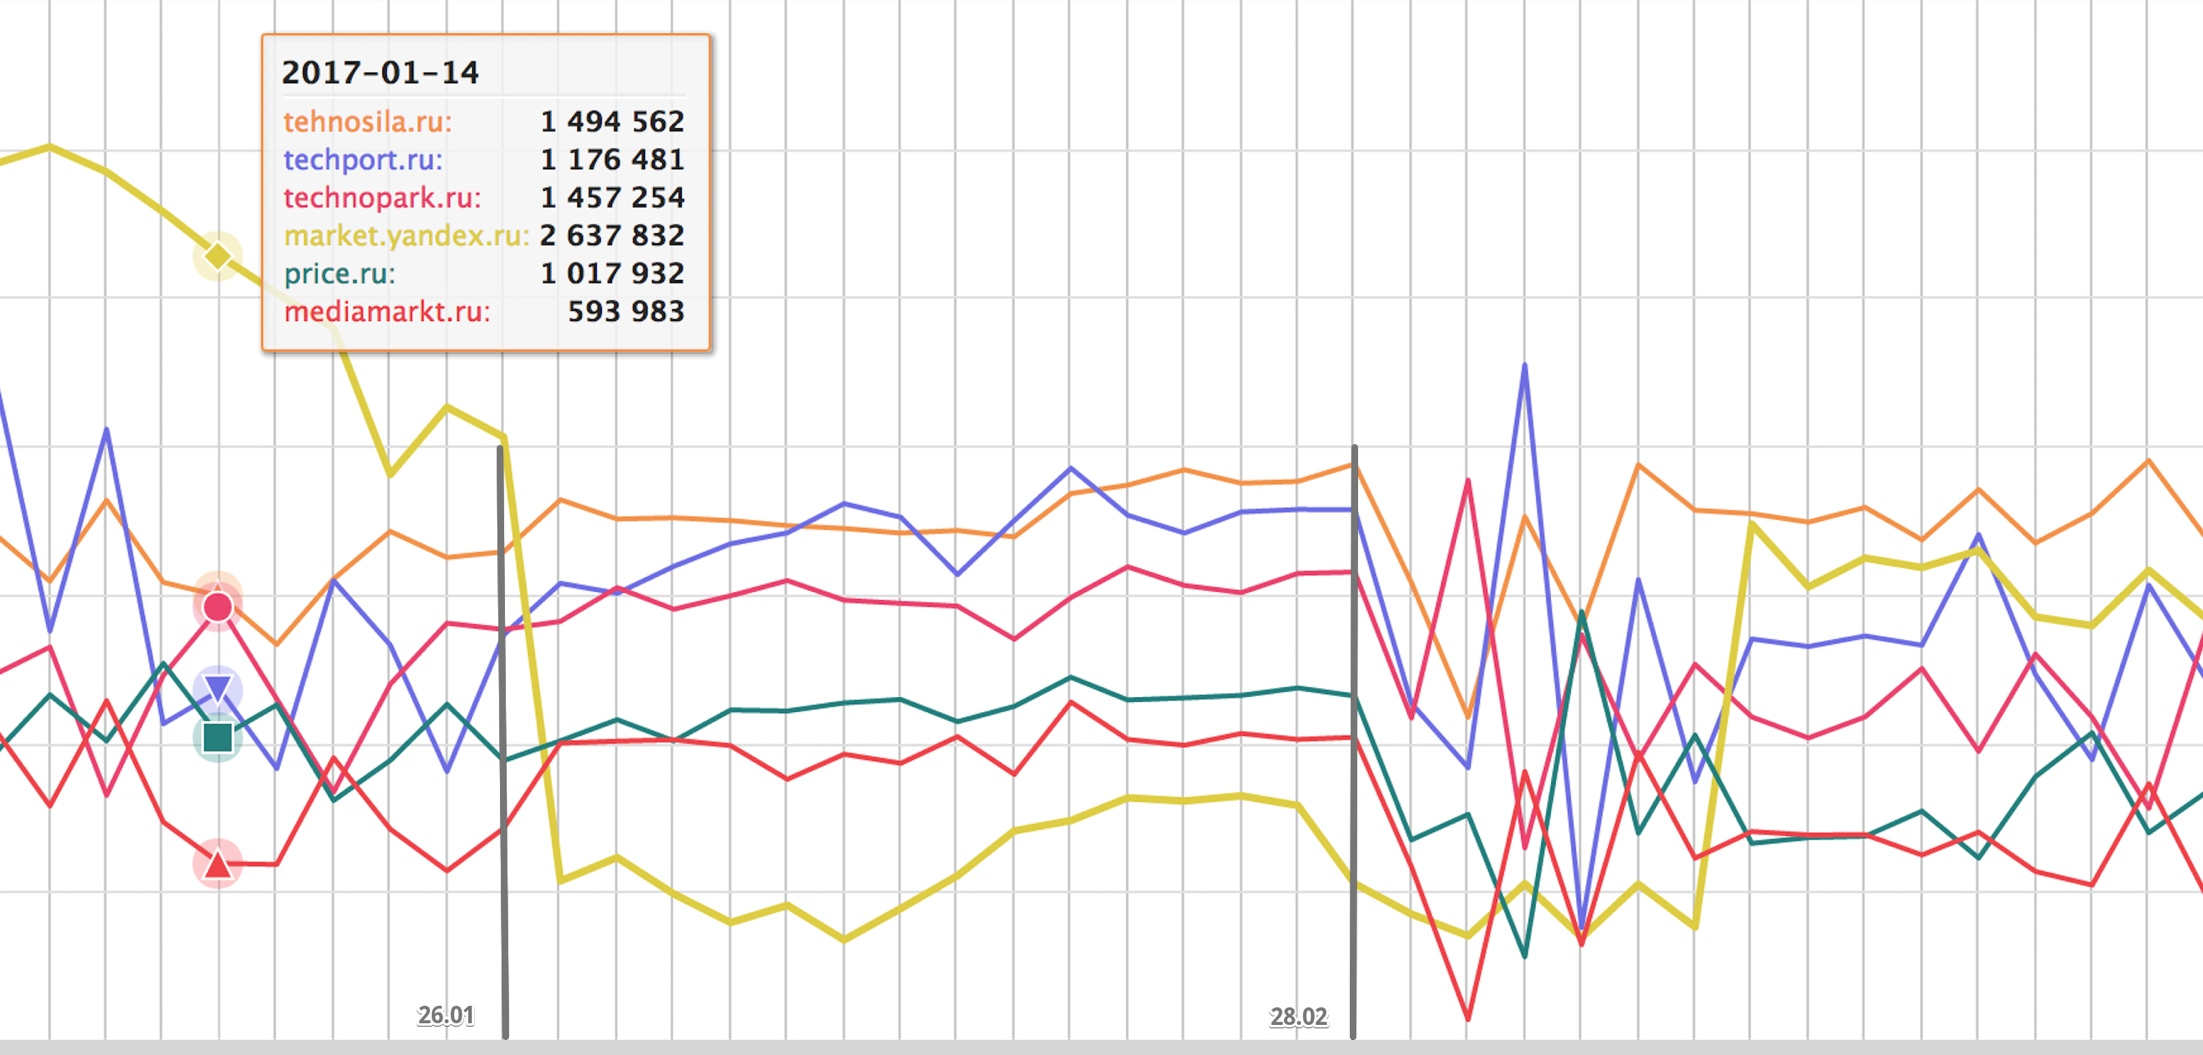 2017-01-14
tehnosila.ru: 1 494 562
techport.ru: 1 176 481
technopark.ru: 1 457 254
market.yandex.ru: 2 637 832
price.ru: 1 017 932
mediamarkt.ru: 593 983
26.01
28.02